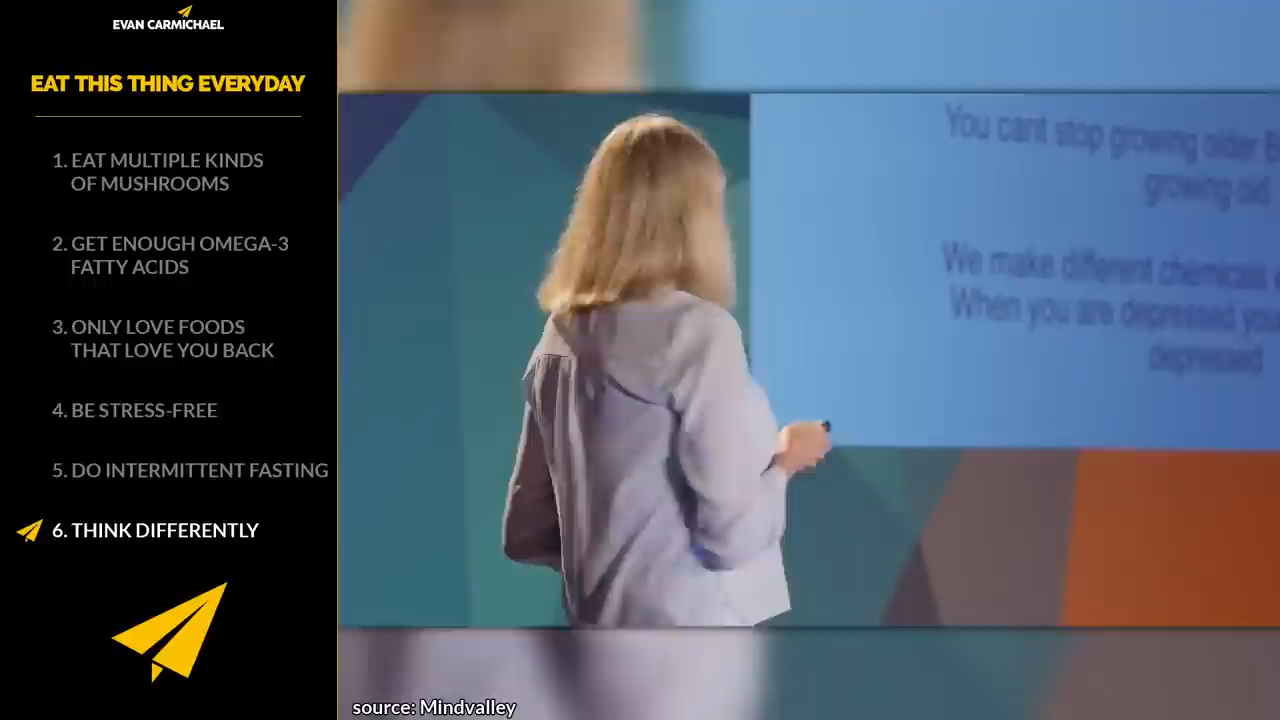 EVAN CARMICHAEL
EAT THIS THING EVERYDAY
1. EAT MULTIPLE KINDS
OF MUSHROOMS
2. GET ENOUGH OMEGA-3
FATTY ACIDS
3. ONLY LOVE FOODS
THAT LOVE YOU BACK
4. BE STRESS-FREE
5. DO INTERMITTENT FASTING
6. THINK DIFFERENTLY
You cant stop growing older
growing old
We make different chemicals
When you are depressed you
depressed
source: Mindvalley